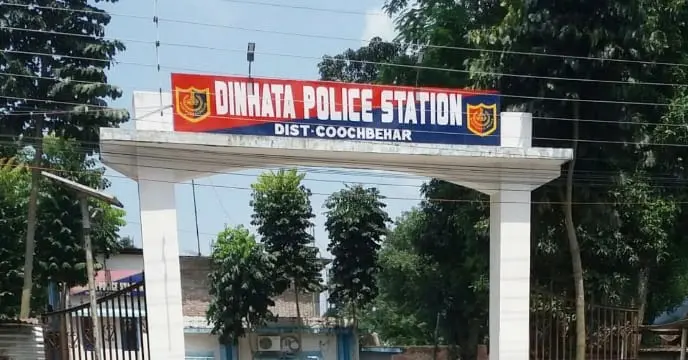 DINHATA POLICE STATION
DIST-COOCHBEHAR